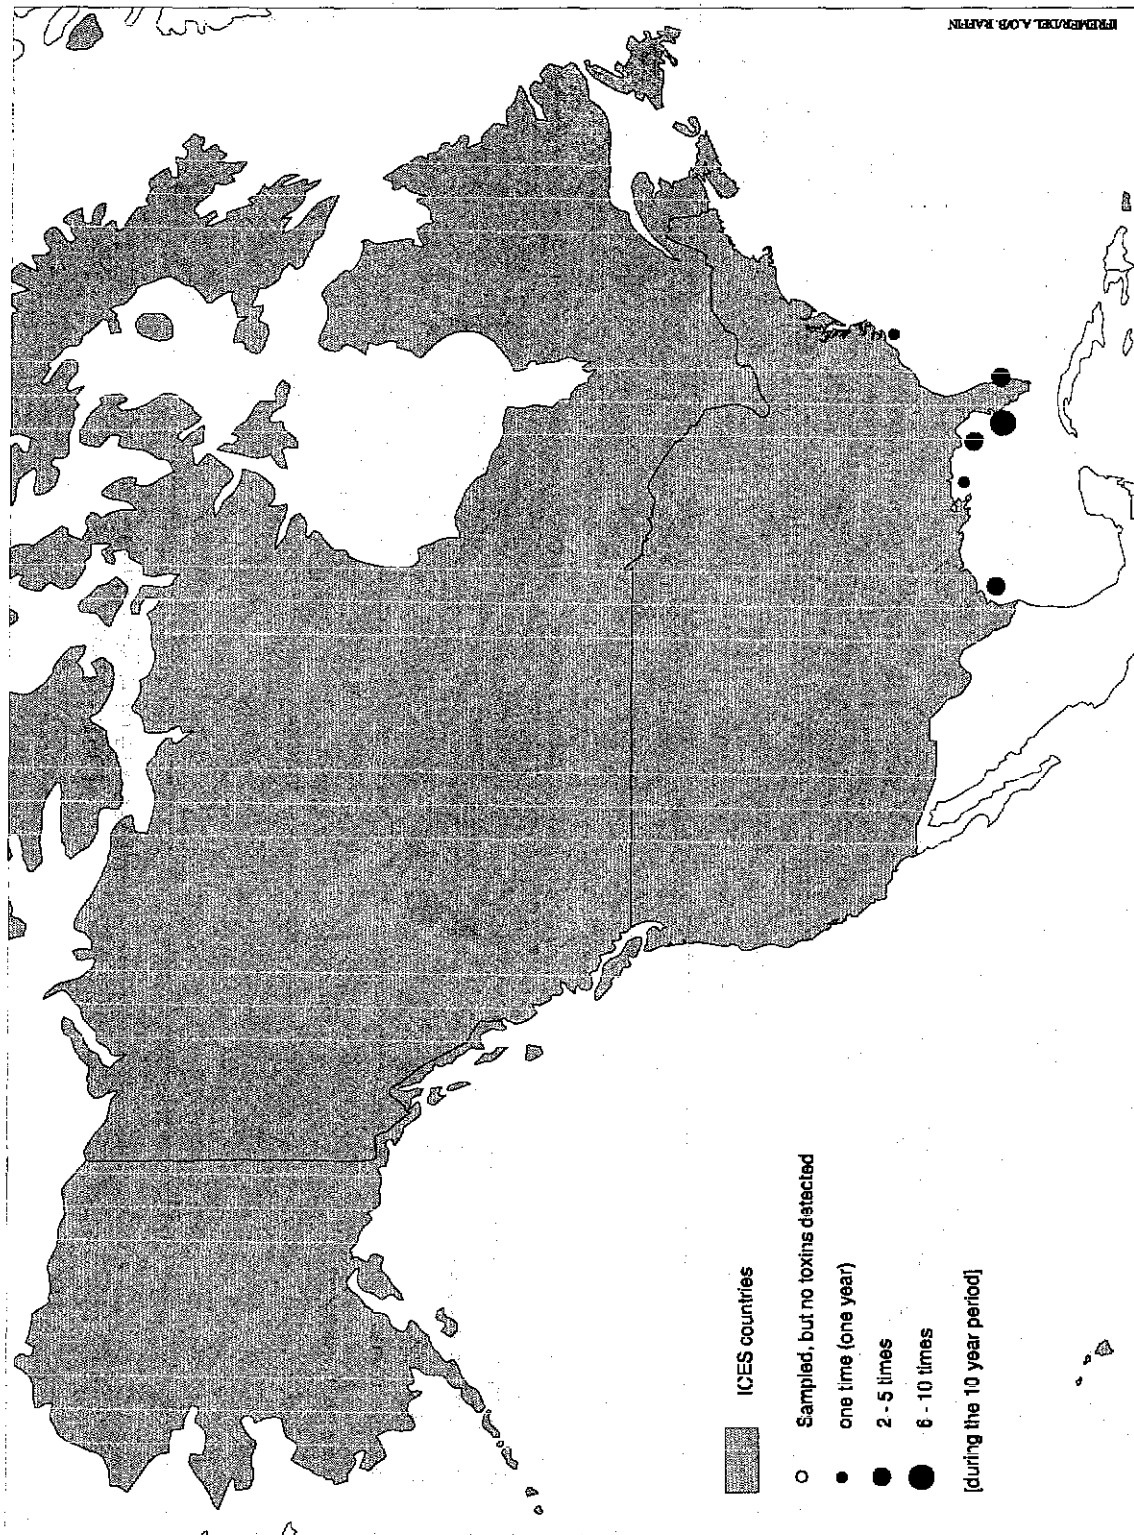 ICES countries
Sampled, but no toxins detected
one time (one year)
2 - 5 times
6 - 10 times
[during the 10 year period]